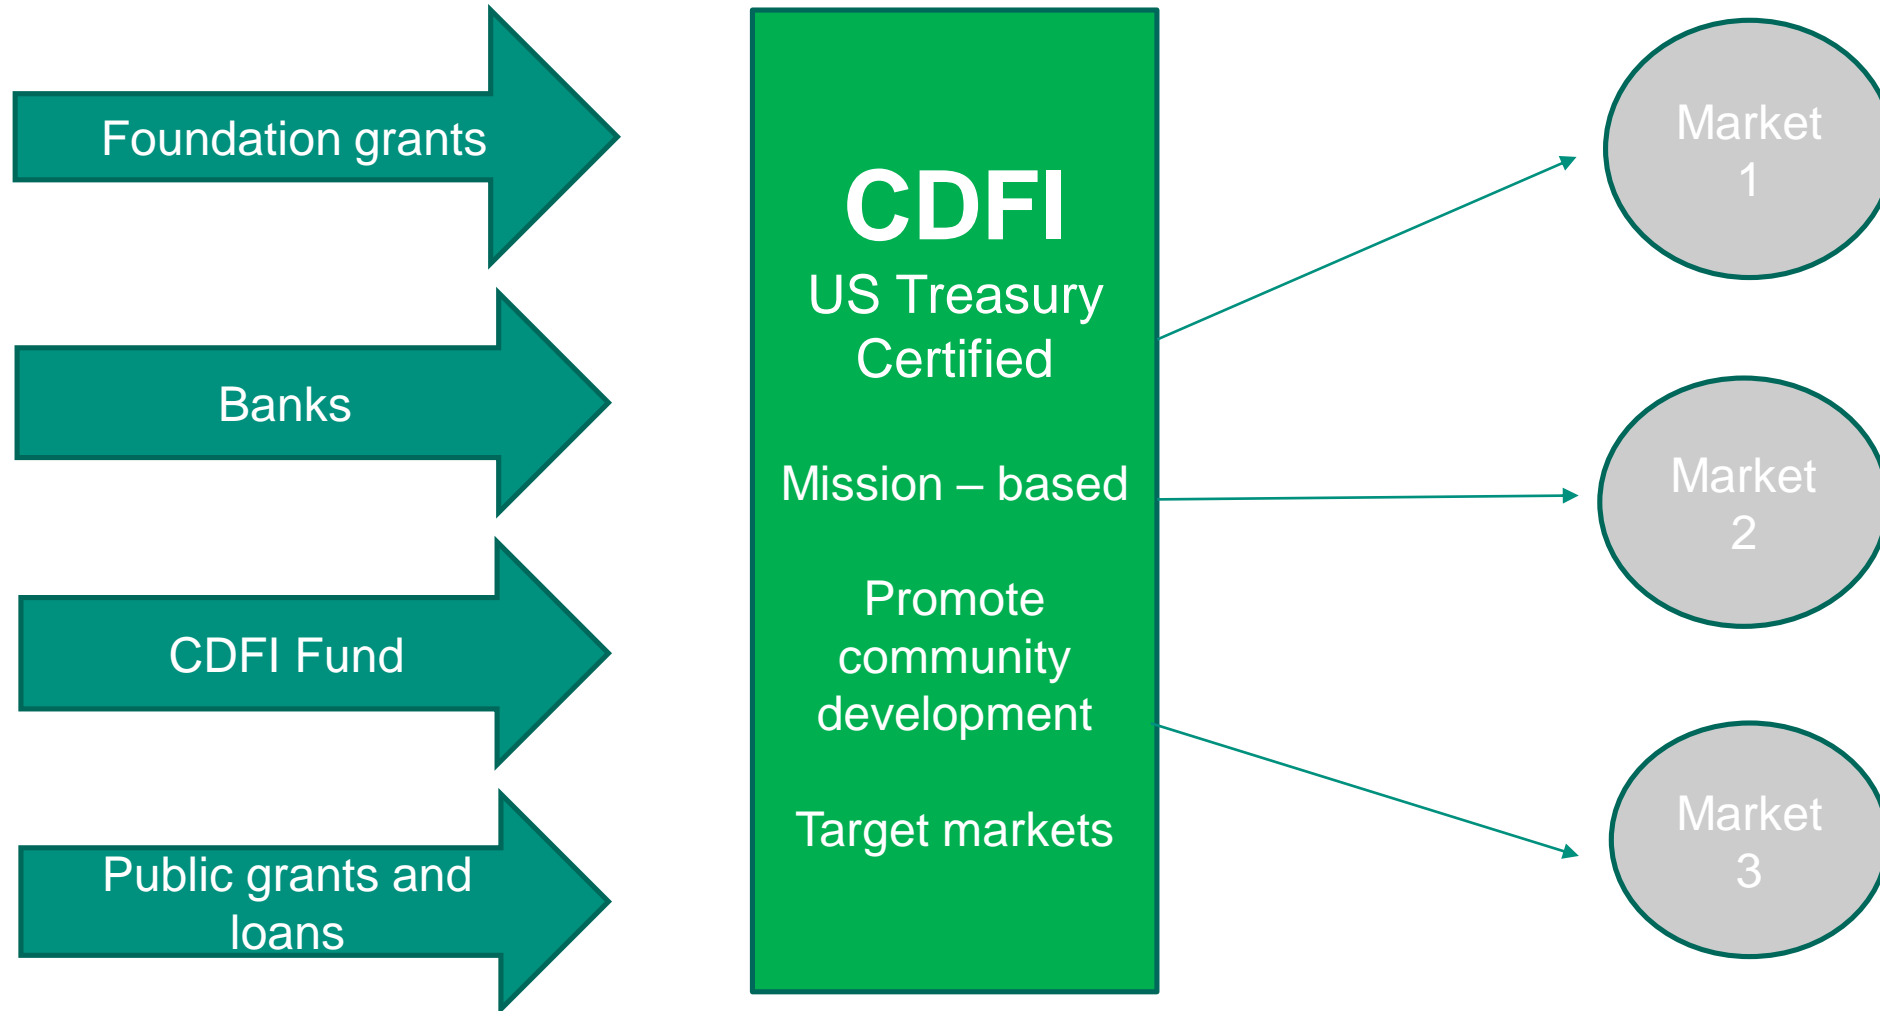 Foundation grants
Banks
CDFI Fund
Public grants and
loans
CDFI
US Treasury
Certified
Mission – based
Promote
community
development
Target markets
Market
1
Market
2
Market
3